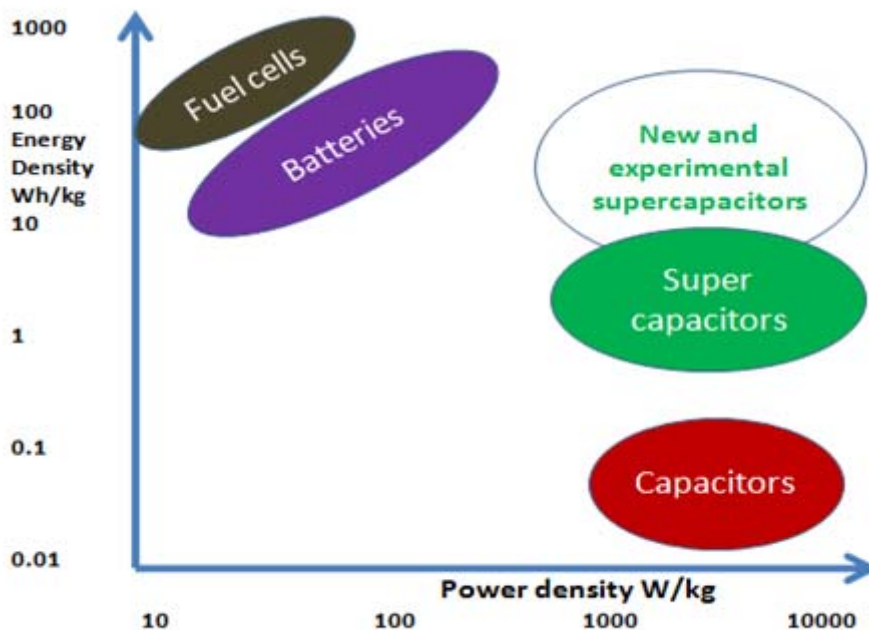 1000
Fuel cells
100
Energy
Density
Wh/kg
Batteries
New and
experimental
supercapacitors
10
Super
capacitors
1
0.1
Capacitors
0.01
Power density W/kg
10
100
1000
10000